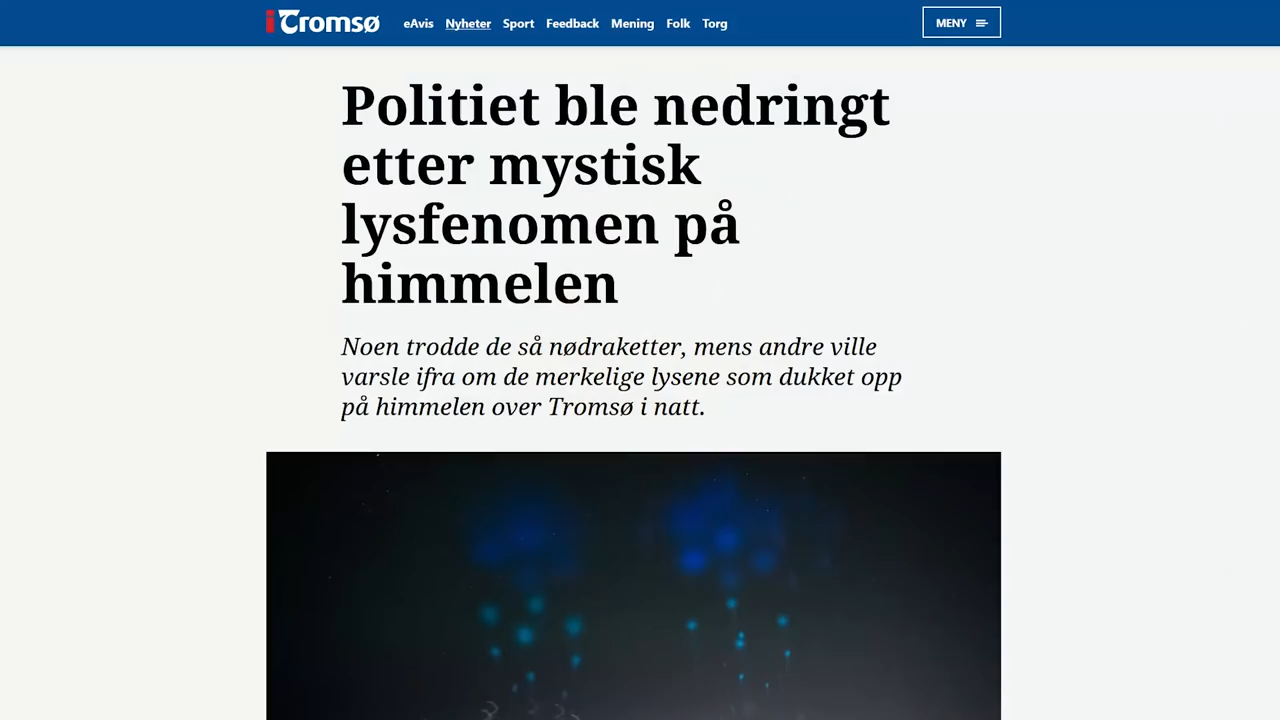 iTromsø eAvis Nyheter Sport Feedback Mening Folk Torg MENY
Politiet ble nedringt
etter mystisk
lysfenomen på
himmelen
Noen trodde de så nødraketter, mens andre ville
varsle ifra om de merkelige lysene som dukket opp
på himmelen over Tromsø i natt.